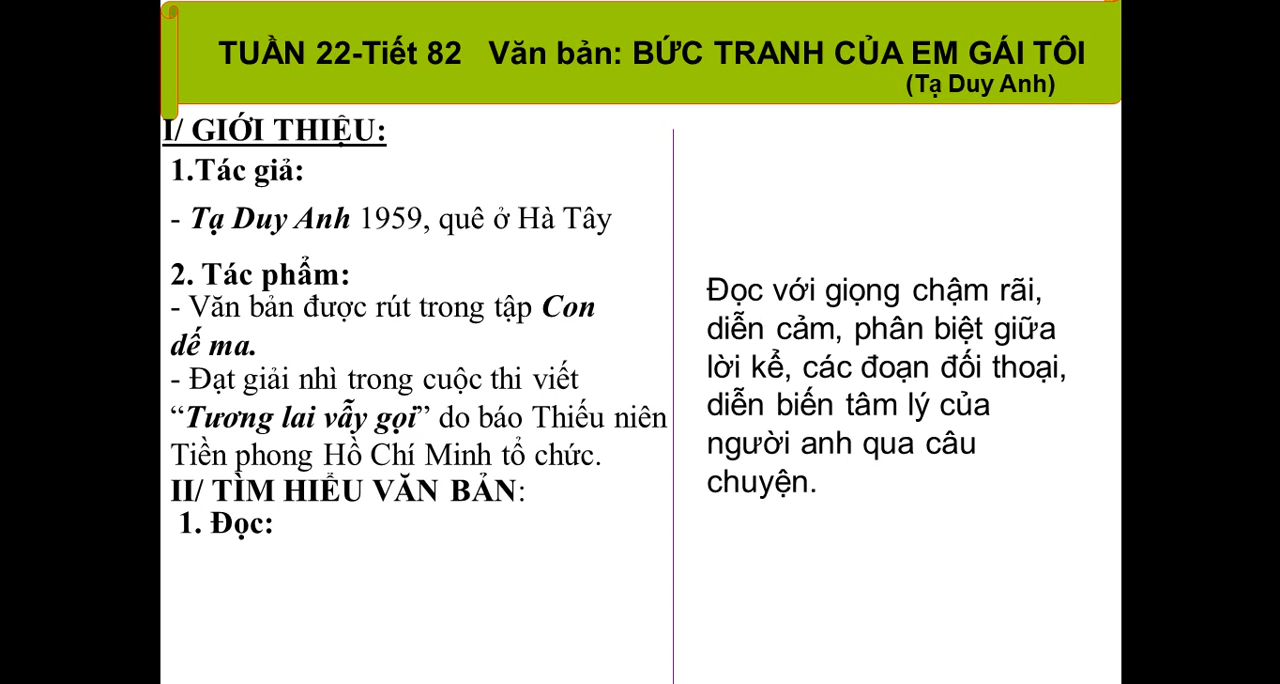 TUẦN 22-Tiết 82 Văn bản: BỨC TRANH CỦA EM GÁI TÔI
(Tạ Duy Anh)
I/ GIỚI THIỆU:
1.Tác giả:
- Tạ Duy Anh 1959, quê ở Hà Tây
2. Tác phẩm:
- Văn bản được rút trong tập Con
dế ma.
- Đạt giải nhì trong cuộc thi viết
“Tương lai vẫy gọi” do báo Thiếu niên
Tiền phong Hồ Chí Minh tổ chức.
II/ TÌM HIỂU VĂN BẢN:
1. Đọc:
Đọc với giọng chậm rãi,
diễn cảm, phân biệt giữa
lời kể, các đoạn đối thoại,
diễn biến tâm lý của
người anh qua câu
chuyện.